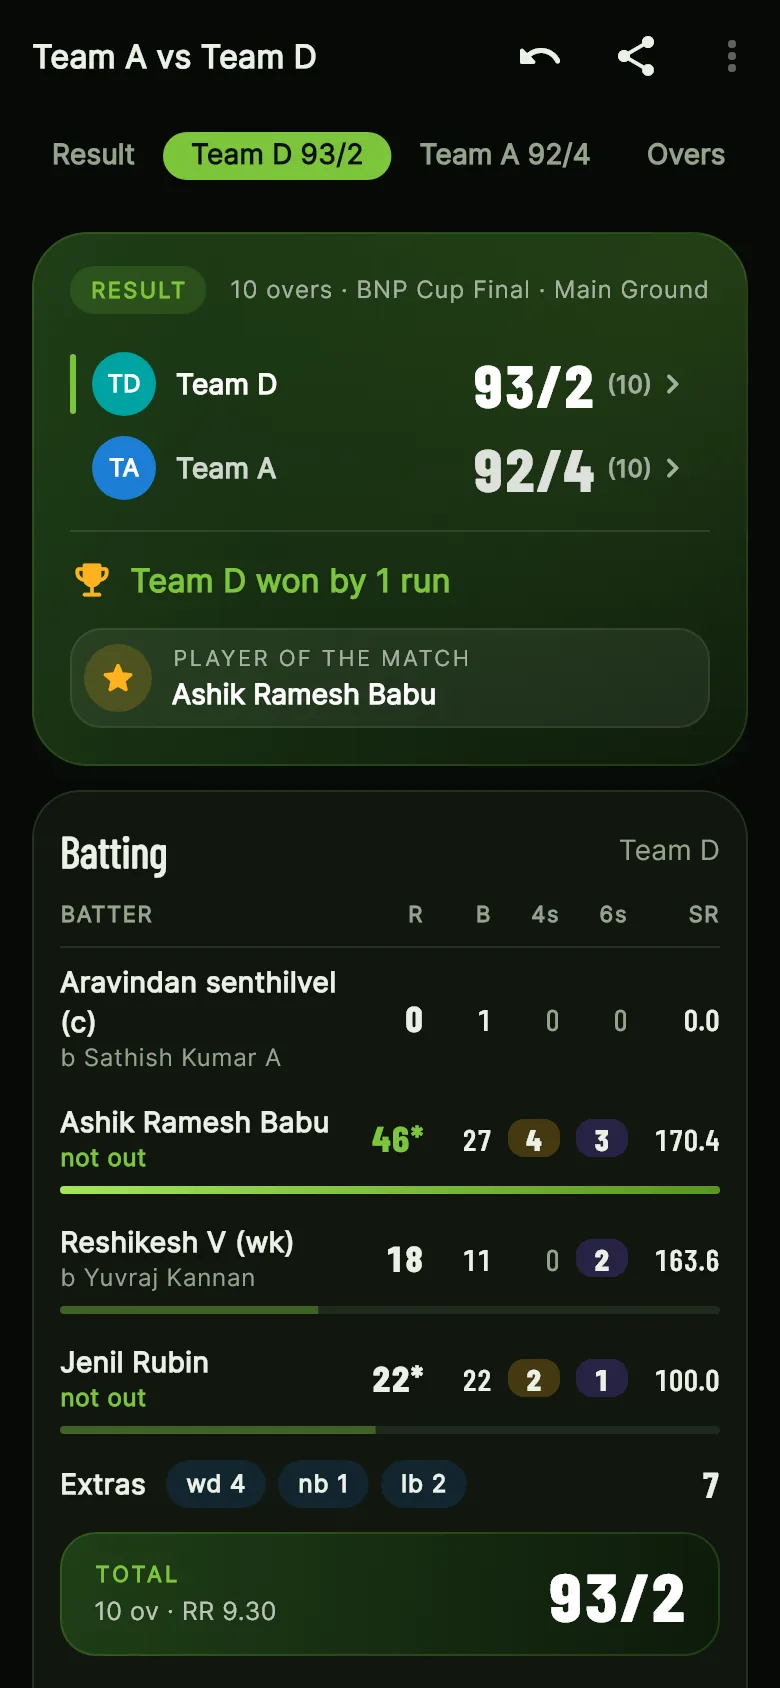 Team A vs Team D
Result Team D 93/2 Team A 92/4 Overs
RESULT 10 overs · BNP Cup Final · Main Ground
TD Team D 93/2 (10)
TA Team A 92/4 (10)
Team D won by 1 run
PLAYER OF THE MATCH
Ashik Ramesh Babu
Batting Team D
BATTER R B 4s 6s SR
Aravindan senthilvel
(c) 0 1 0 0 0.0
b Sathish Kumar A
Ashik Ramesh Babu 46* 27 4 3 170.4
not out
Reshikesh V (wk) 18 11 0 2 163.6
b Yuvraj Kannan
Jenil Rubin 22* 22 2 1 100.0
not out
Extras wd 4 nb 1 lb 2 7
TOTAL 93/2
10 ov · RR 9.30